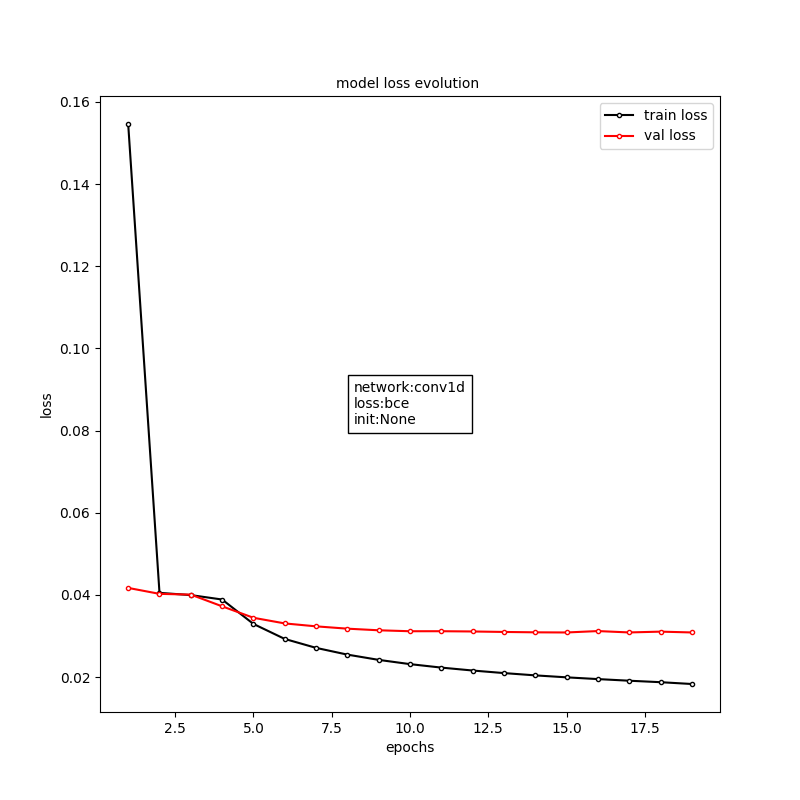 model loss evolution
0.16
0.14
0.12
0.10
0.08
0.06
0.04
0.02
loss
train loss
val loss
network:conv1d
loss:bce
init:None
2.5 5.0 7.5 10.0 12.5 15.0 17.5
epochs